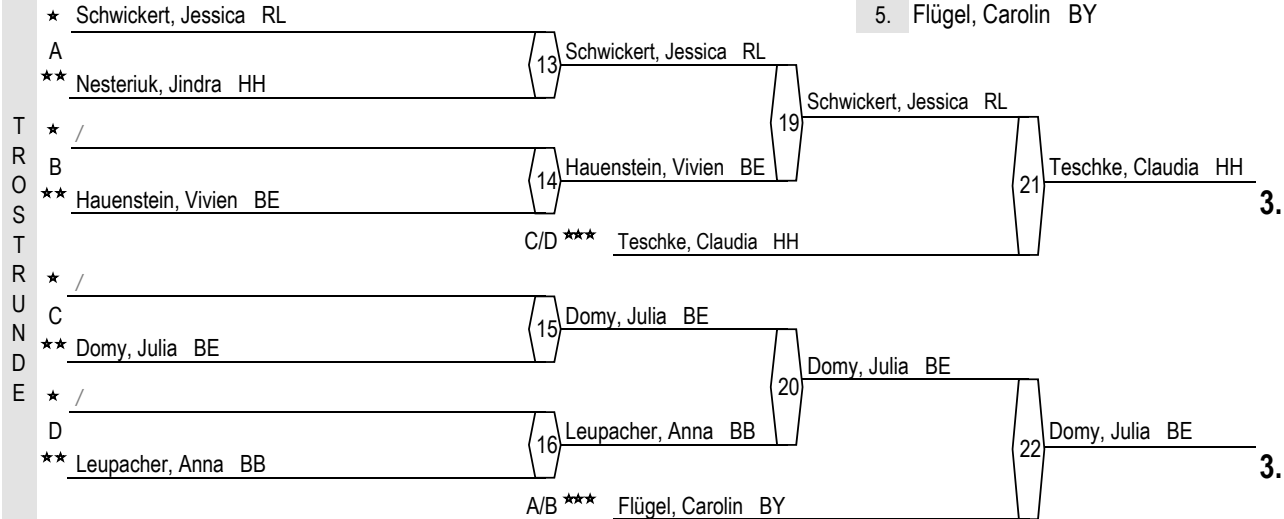 TROSTRUNDE
★ Schwickert, Jessica RL
5. Flügel, Carolin BY
A
13 Schwickert, Jessica RL
★★ Nesteriuk, Jindra HH
19 Schwickert, Jessica RL
★ /
B
14 Hauenstein, Vivien BE
★★ Hauenstein, Vivien BE
21 Teschke, Claudia HH
3.
C/D ★★★ Teschke, Claudia HH
★ /
C
15 Domy, Julia BE
★★ Domy, Julia BE
20 Domy, Julia BE
★ /
D
16 Leupacher, Anna BB
★★ Leupacher, Anna BB
22 Domy, Julia BE
3.
A/B ★★★ Flügel, Carolin BY